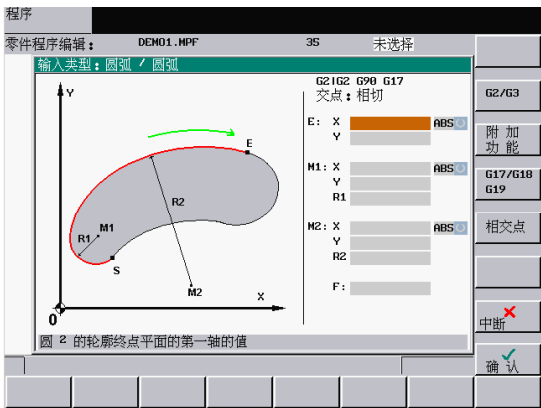 程序
零件程序编辑： DEMO1.MPF 35 未选择
输入类型：圆弧 / 圆弧
Y
E
R2
M1
R1
S
M2
X
0
G2|G2 G90 G17
交点：相切
E: X ABS
Y
M1: X ABS
Y
R1
M2: X ABS
Y
R2
F:
圆 2 的轮廓终点平面的第一轴的值
G2/G3
附 加
功 能
G17/G18
G19
相交点
中断
确 认